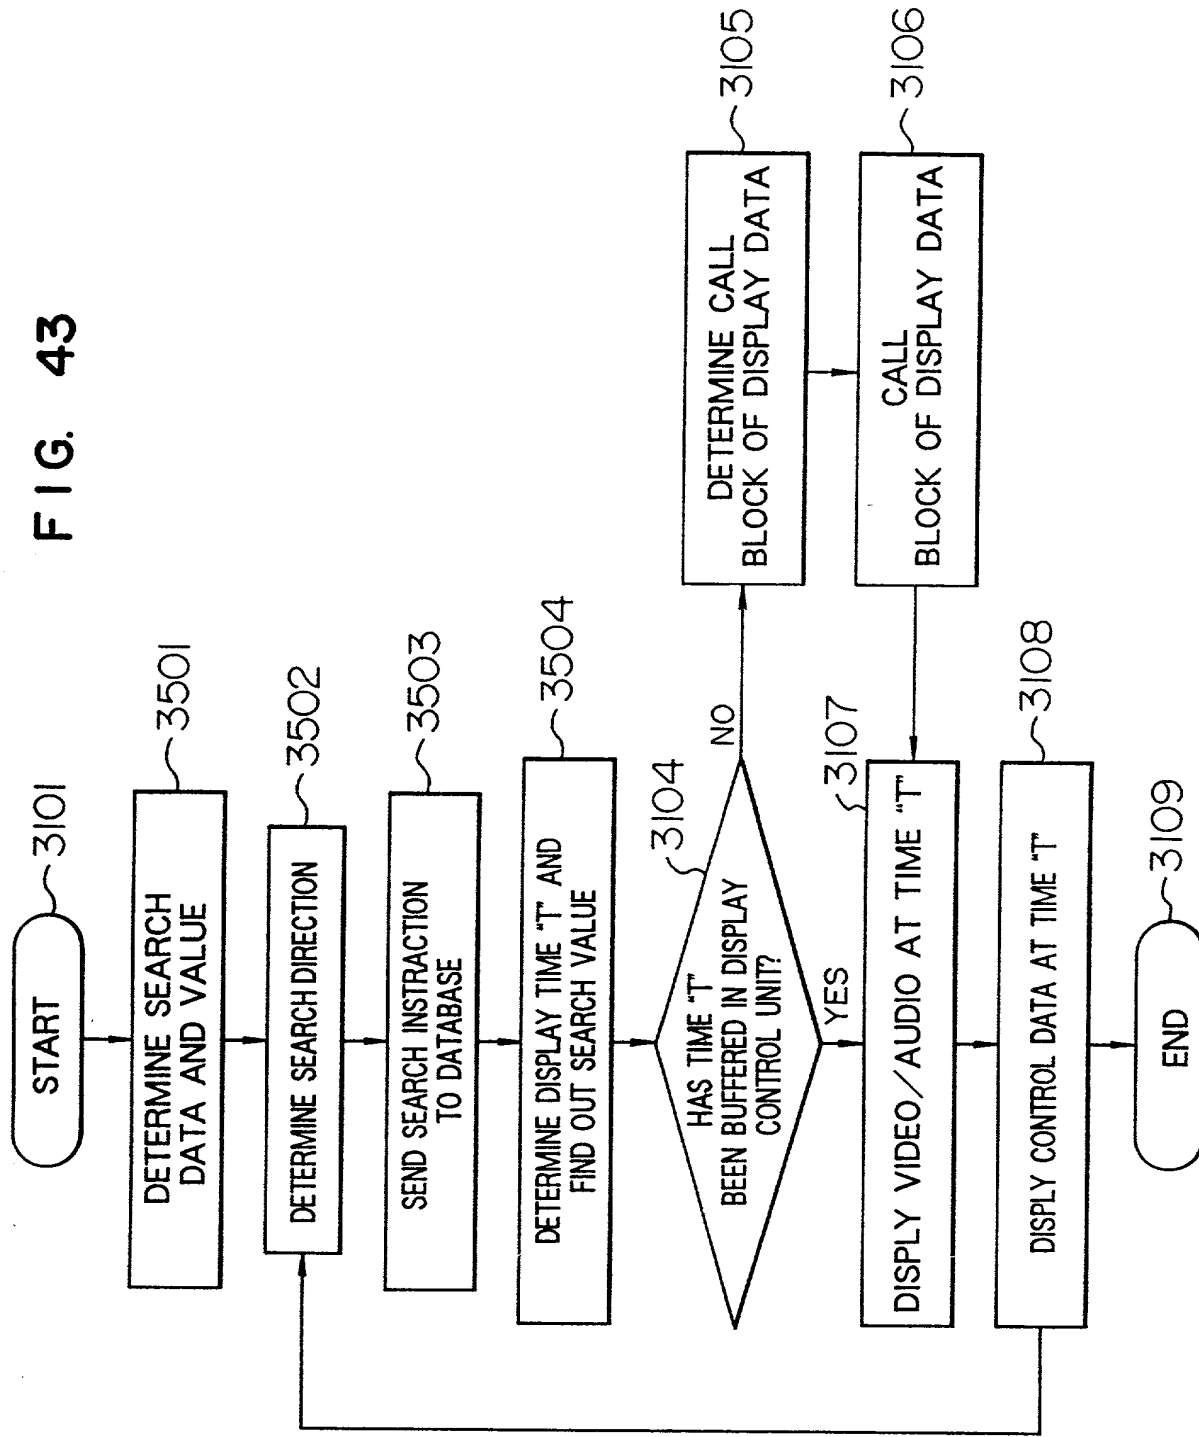 FIG. 43
START
3101
DETERMINE SEARCH
DATA AND VALUE
3501
DETERMINE SEARCH DIRECTION
3502
SEND SEARCH INSTRACTION
TO DATABASE
3503
DETERMINE DISPLAY TIME "T" AND
FIND OUT SEARCH VALUE
3504
HAS TIME "T"
BEEN BUFFERED IN DISPLAY
CONTROL UNIT?
3104
NO
YES
DETERMINE CALL
BLOCK OF DISPLAY DATA
3105
CALL
BLOCK OF DISPLAY DATA
3106
DISPLY VIDEO/AUDIO AT TIME "T"
3107
DISPLY CONTROL DATA AT TIME "T"
3108
END
3109